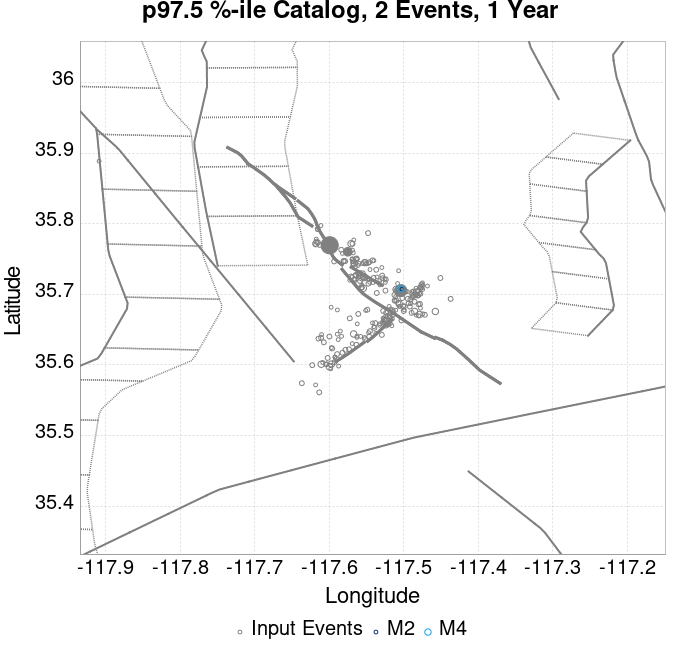 p97.5 %-ile Catalog, 2 Events, 1 Year
36
35.9
35.8
35.7
35.6
35.5
35.4
Latitude
-117.9 -117.8 -117.7 -117.6 -117.5 -117.4 -117.3 -117.2
Longitude
Input Events M2 M4